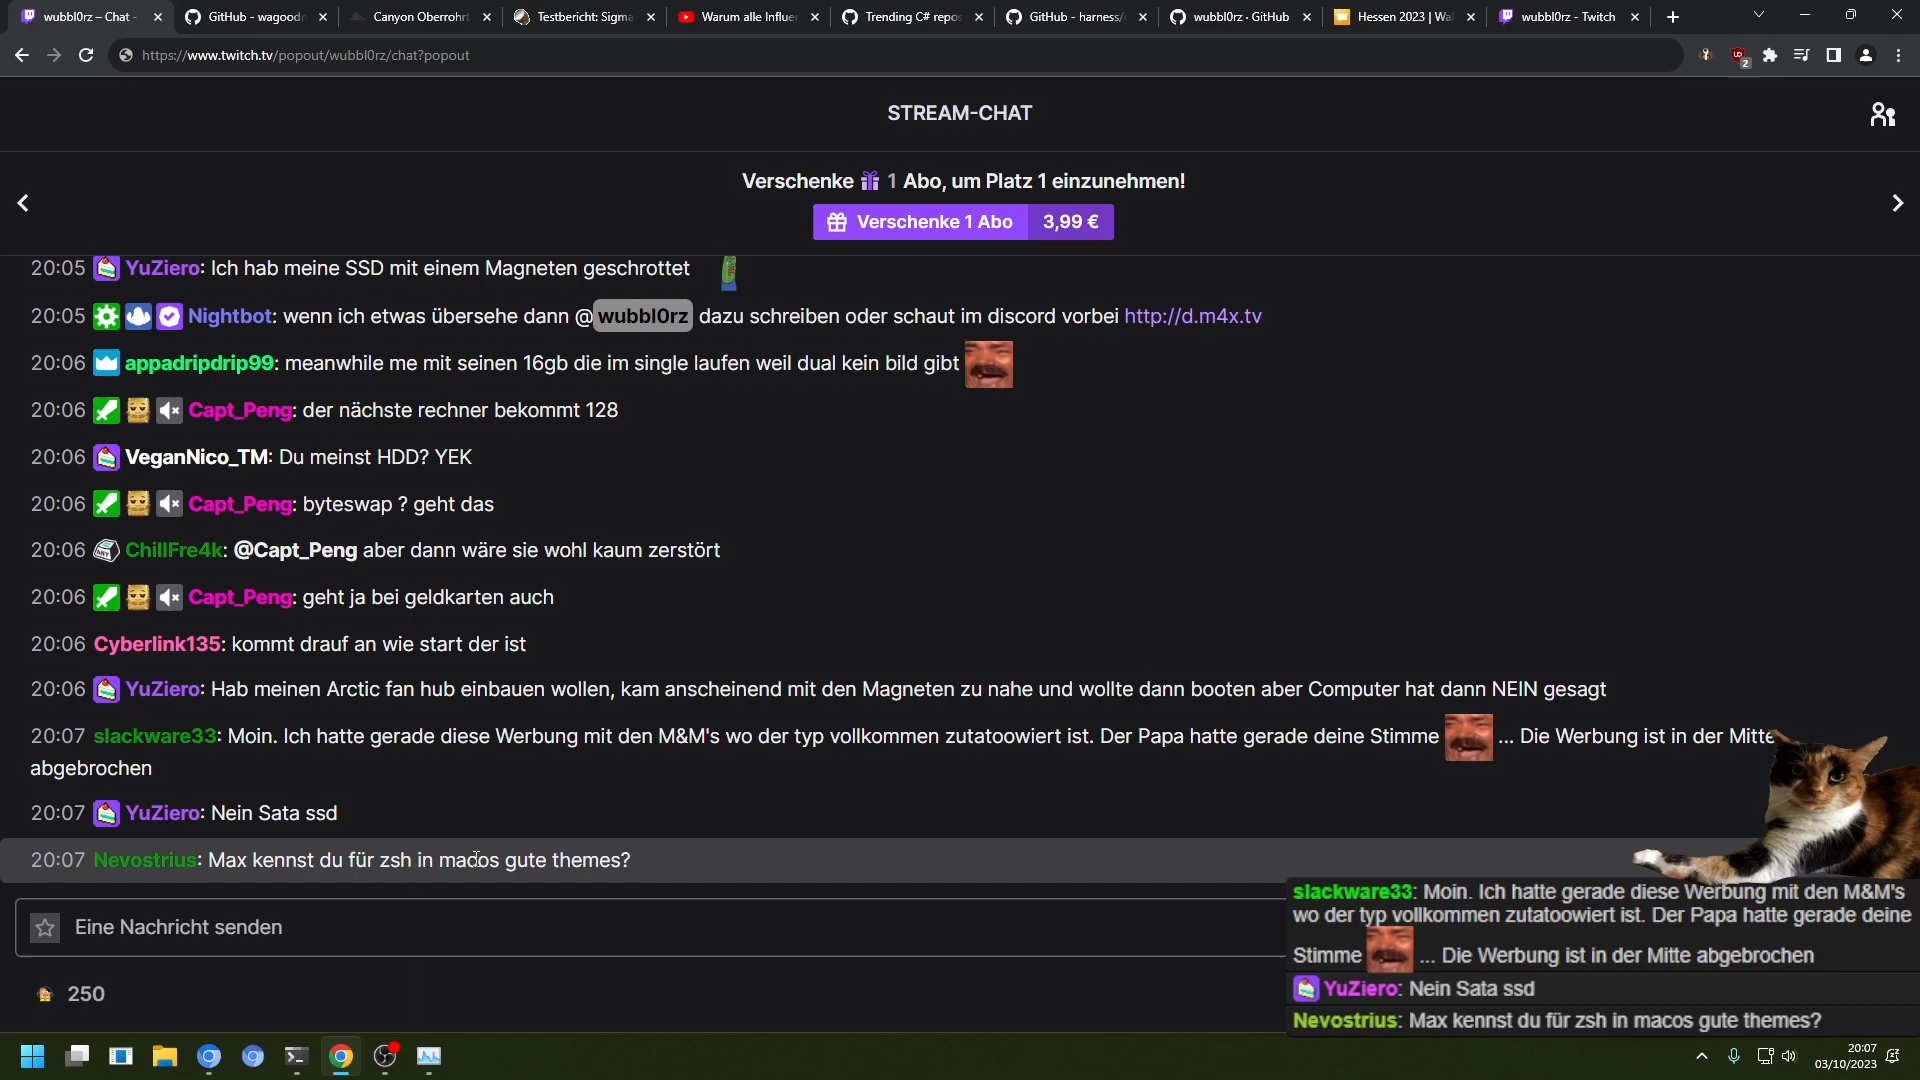 wubbl0rz – Chat -
GitHub - wagoodn
Canyon Oberrohrt
Testbericht: Sigma
Warum alle Influe
Trending C# repos
GitHub - harness/
wubbl0rz · GitHub
Hessen 2023 | Wa
wubbl0rz - Twitch
https://www.twitch.tv/popout/wubbl0rz/chat?popout
2
STREAM-CHAT
Verschenke 1 Abo, um Platz 1 einzunehmen!
Verschenke 1 Abo 3,99 €
20:05 YuZiero: Ich hab meine SSD mit einem Magneten geschrottet
20:05 Nightbot: wenn ich etwas übersehe dann @wubbl0rz dazu schreiben oder schaut im discord vorbei http://d.m4x.tv
20:06 appadripdrip99: meanwhile me mit seinen 16gb die im single laufen weil dual kein bild gibt
20:06 Capt_Peng: der nächste rechner bekommt 128
20:06 VeganNico_TM: Du meinst HDD? YEK
20:06 Capt_Peng: byteswap ? geht das
20:06 ChillFre4k: @Capt_Peng aber dann wäre sie wohl kaum zerstört
20:06 Capt_Peng: geht ja bei geldkarten auch
20:06 Cyberlink135: kommt drauf an wie start der ist
20:06 YuZiero: Hab meinen Arctic fan hub einbauen wollen, kam anscheinend mit den Magneten zu nahe und wollte dann booten aber Computer hat dann NEIN gesagt
20:07 slackware33: Moin. Ich hatte gerade diese Werbung mit den M&M's wo der typ vollkommen zutatoowiert ist. Der Papa hatte gerade deine Stimme ... Die Werbung ist in der Mitte
abgebrochen
20:07 YuZiero: Nein Sata ssd
20:07 Nevostrius: Max kennst du für zsh in macos gute themes?
Eine Nachricht senden
250
slackware33: Moin. Ich hatte gerade diese Werbung mit den M&M's
wo der typ vollkommen zutatoowiert ist. Der Papa hatte gerade deine
Stimme ... Die Werbung ist in der Mitte abgebrochen
YuZiero: Nein Sata ssd
Nevostrius: Max kennst du für zsh in macos gute themes?
20:07
03/10/2023